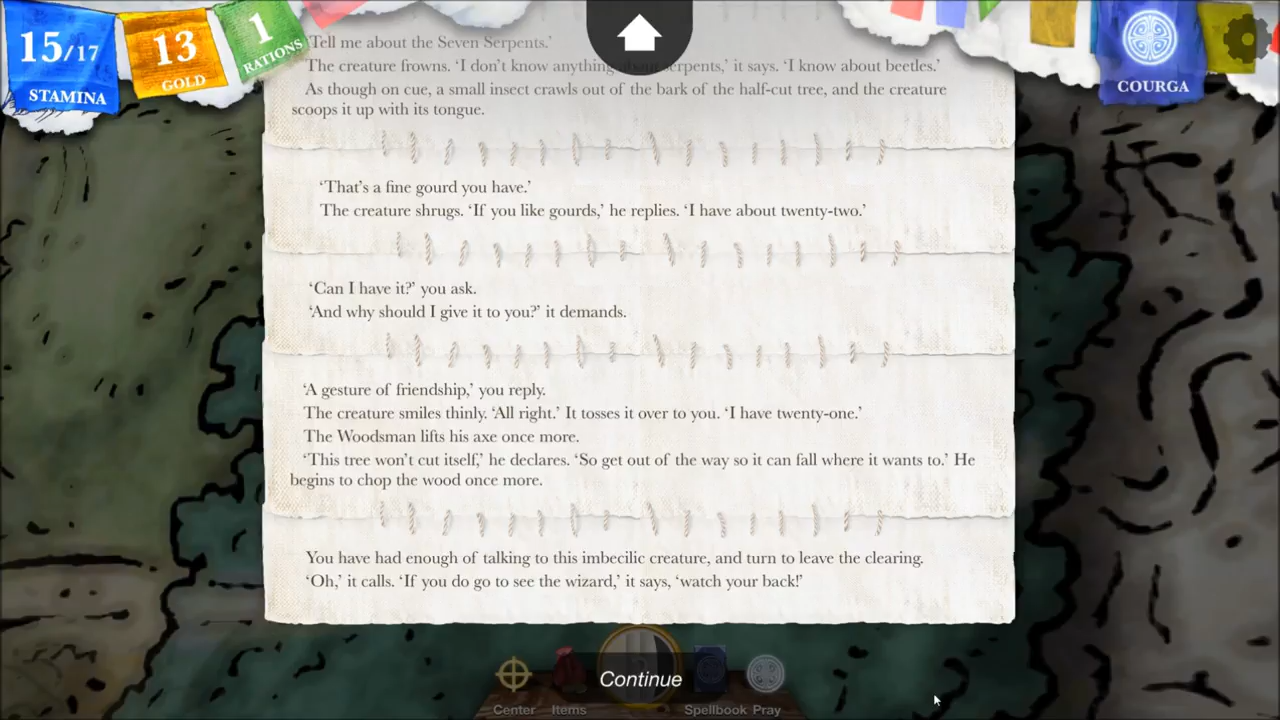 15/17
STAMINA
13
GOLD
1
RATIONS
COURGA
'Tell me about the Seven Serpents.'
The creature frowns. 'I don't know anything about serpents,' it says. 'I know about beetles.'
As though on cue, a small insect crawls out of the bark of the half-cut tree, and the creature
scoops it up with its tongue.
'That's a fine gourd you have.'
The creature shrugs. 'If you like gourds,' he replies. 'I have about twenty-two.'
'Can I have it?' you ask.
'And why should I give it to you?' it demands.
'A gesture of friendship,' you reply.
The creature smiles thinly. 'All right.' It tosses it over to you. 'I have twenty-one.'
The Woodsman lifts his axe once more.
'This tree won't cut itself,' he declares. 'So get out of the way so it can fall where it wants to.' He
begins to chop the wood once more.
You have had enough of talking to this imbecilic creature, and turn to leave the clearing.
'Oh,' it calls. 'If you do go to see the wizard,' it says, 'watch your back!'
Continue
Center Items Spellbook Pray